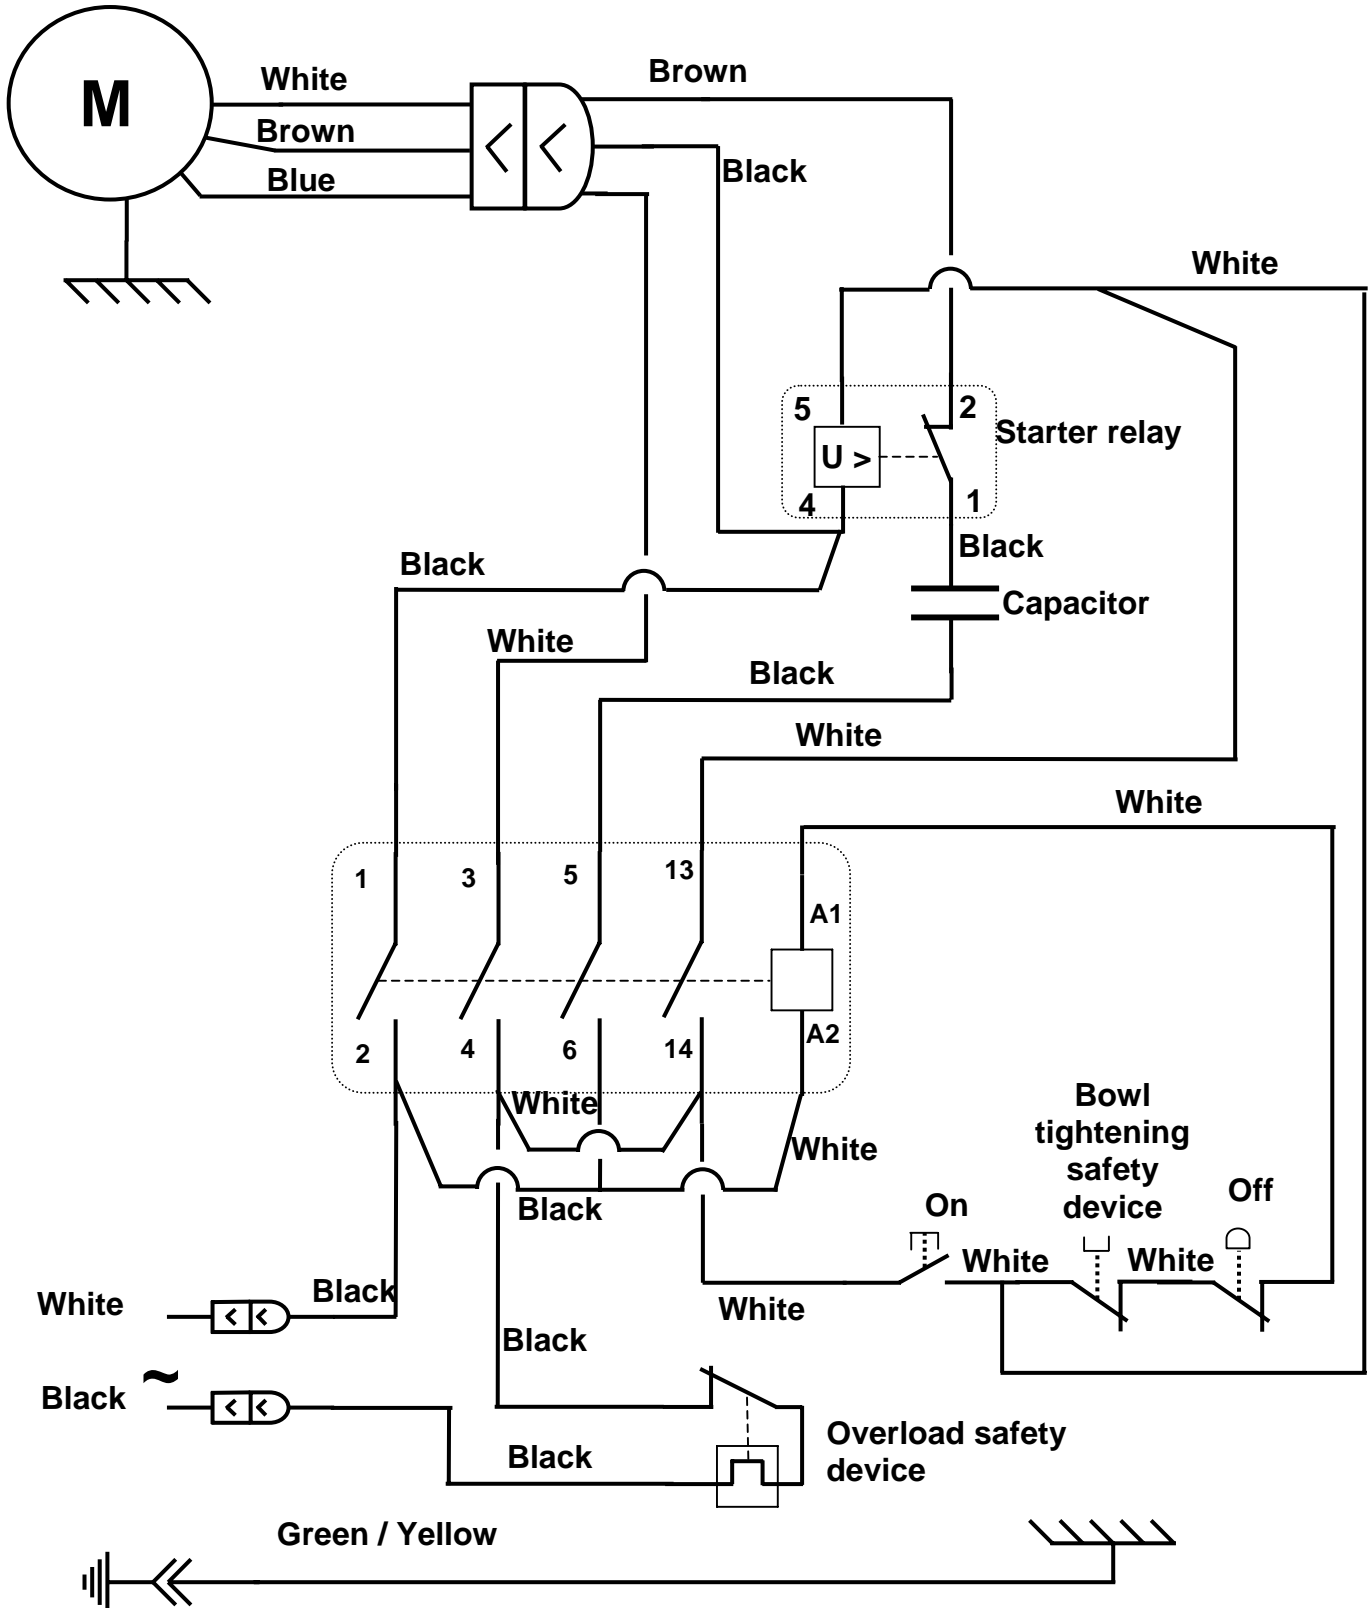 M
White
Brown
Blue
Brown
Black
White
5
2
U >
Starter relay
4
1
Black
Black
Capacitor
White
Black
White
White
1
3
5
13
A1
2
4
6
14
A2
White
White
Black
Bowl
tightening
safety
device
On
Off
White
White
White
Black
White
Black
~
Black
Black
Overload safety
device
Green / Yellow